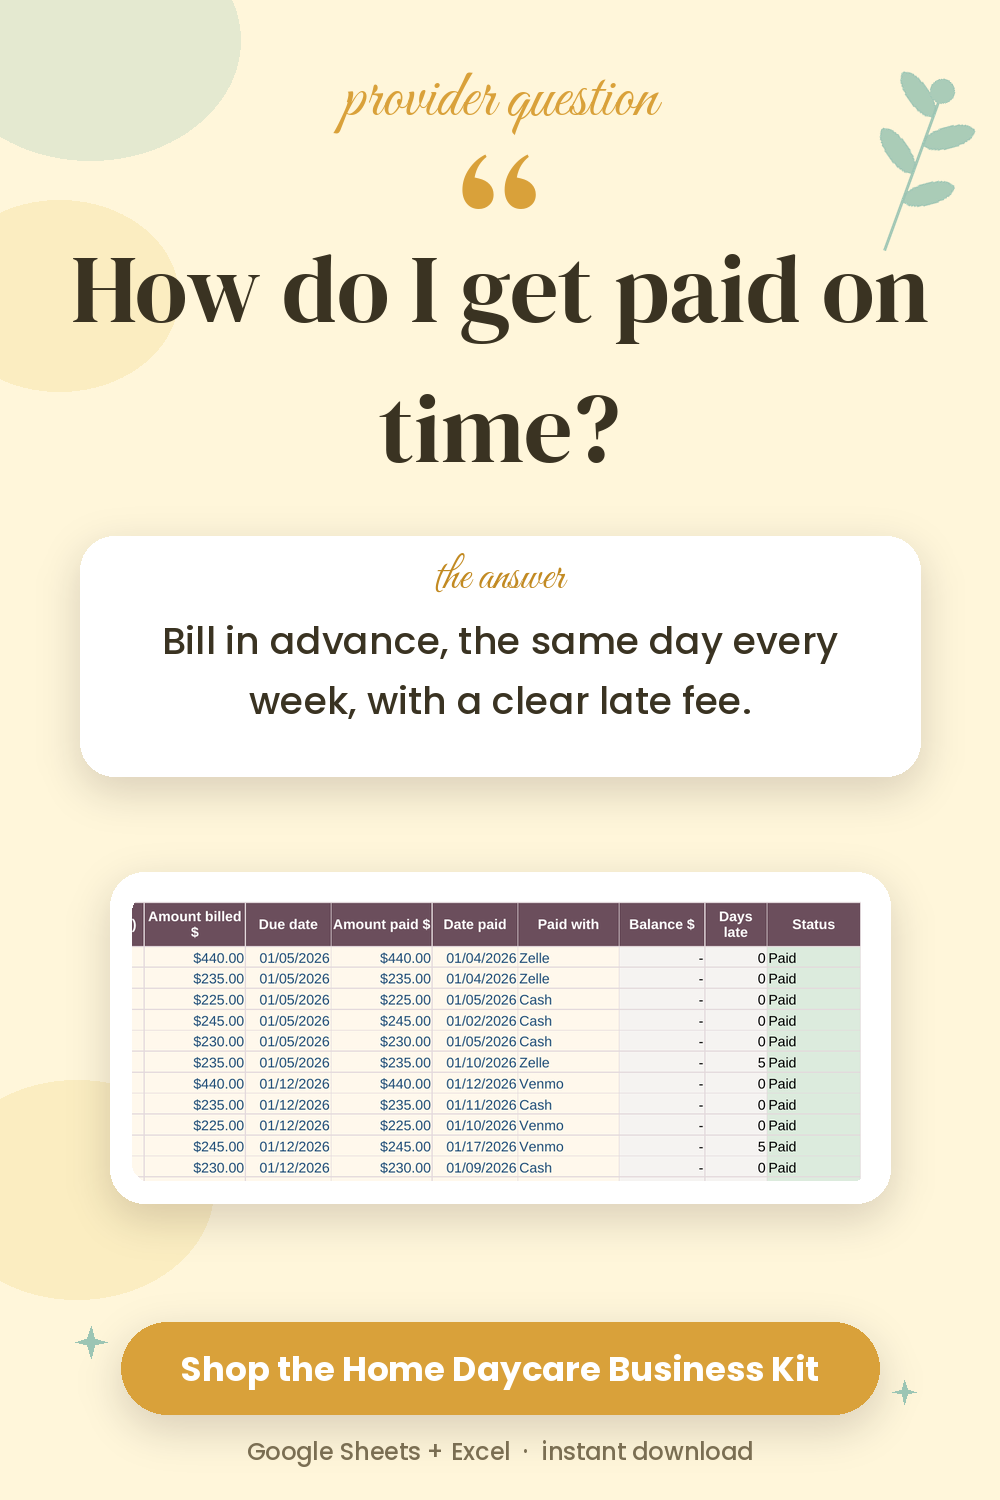 provider question
“
How do I get paid on
time?
the answer
Bill in advance, the same day every
week, with a clear late fee.
) Amount billed $ Due date Amount paid $ Date paid Paid with Balance $ Days late Status
$440.00 01/05/2026 $440.00 01/04/2026 Zelle - 0 Paid
$235.00 01/05/2026 $235.00 01/04/2026 Zelle - 0 Paid
$225.00 01/05/2026 $225.00 01/05/2026 Cash - 0 Paid
$245.00 01/05/2026 $245.00 01/02/2026 Cash - 0 Paid
$230.00 01/05/2026 $230.00 01/05/2026 Cash - 0 Paid
$235.00 01/05/2026 $235.00 01/10/2026 Zelle - 5 Paid
$440.00 01/12/2026 $440.00 01/12/2026 Venmo - 0 Paid
$235.00 01/12/2026 $235.00 01/11/2026 Cash - 0 Paid
$225.00 01/12/2026 $225.00 01/10/2026 Venmo - 0 Paid
$245.00 01/12/2026 $245.00 01/17/2026 Venmo - 5 Paid
$230.00 01/12/2026 $230.00 01/09/2026 Cash - 0 Paid
Shop the Home Daycare Business Kit
Google Sheets + Excel · instant download